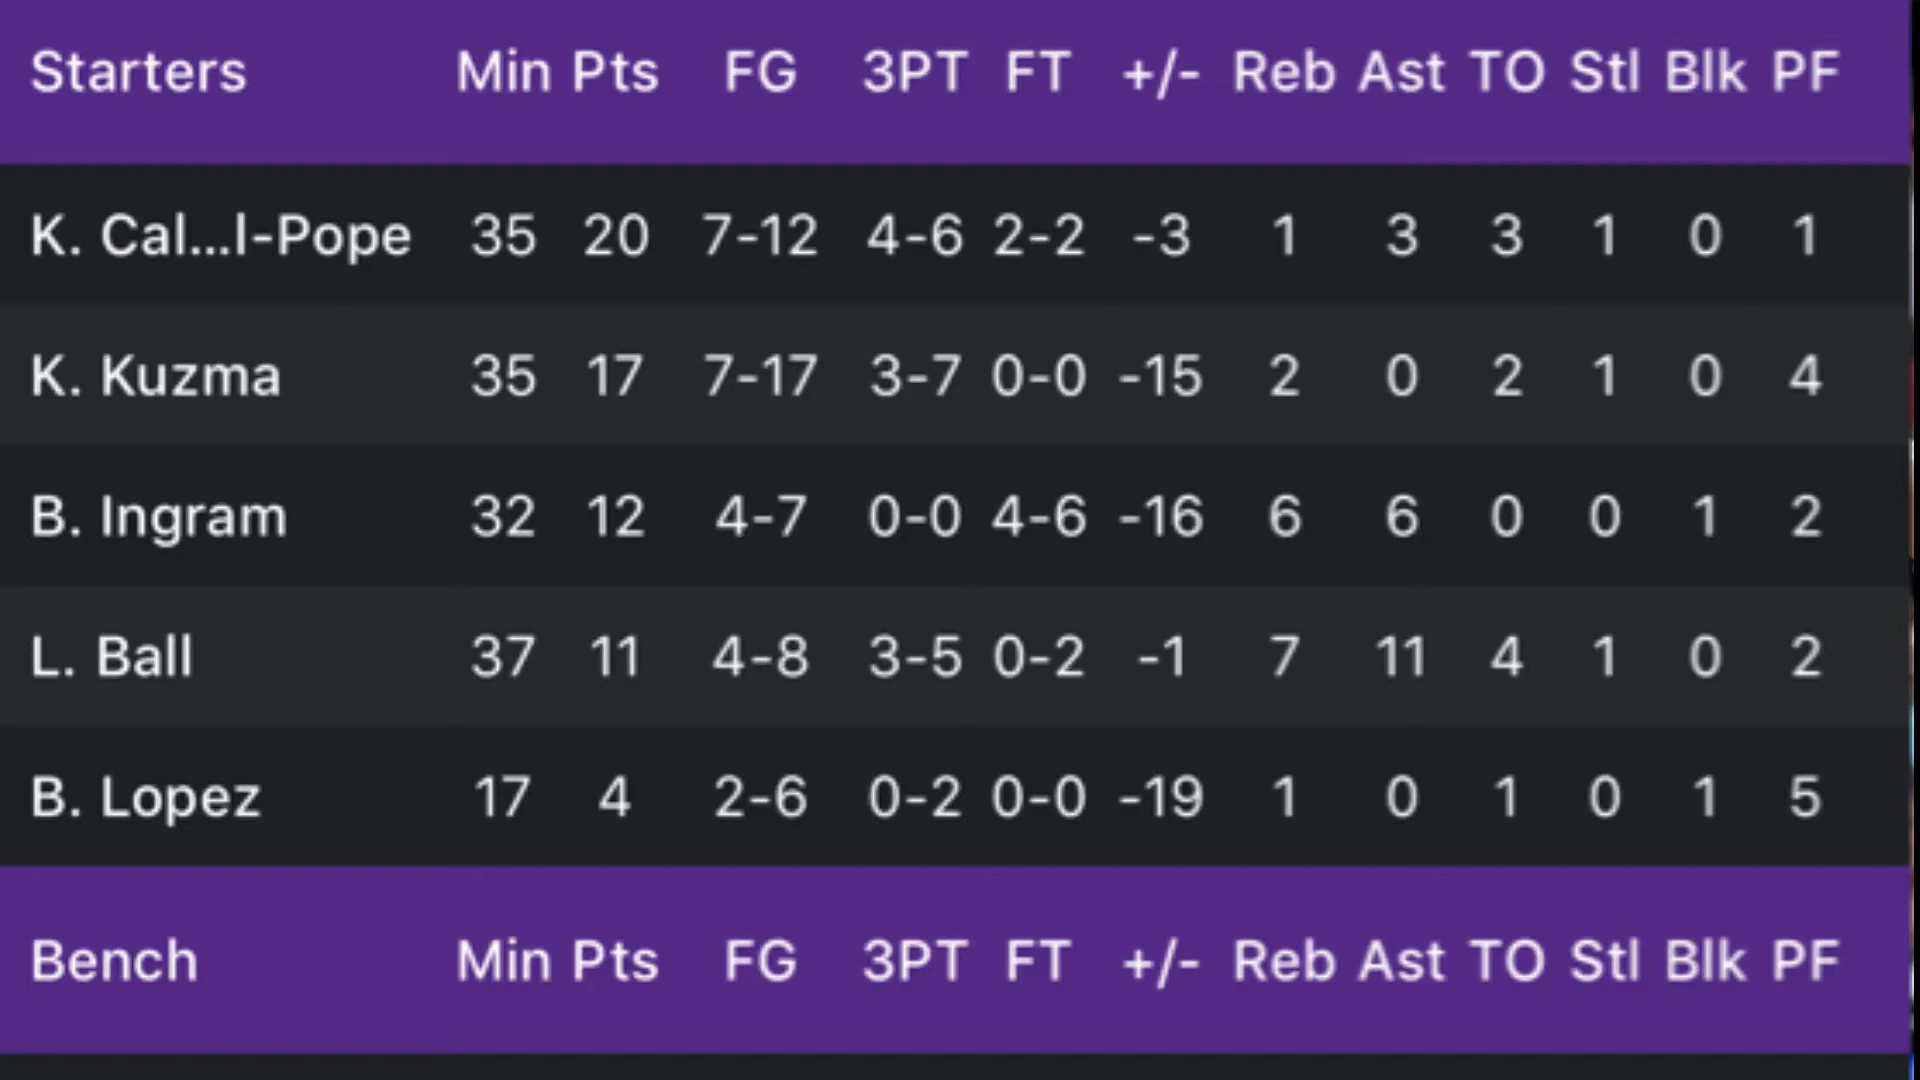 Starters Min Pts FG 3PT FT +/- Reb Ast TO Stl Blk PF
K. Cal...l-Pope 35 20 7-12 4-6 2-2 -3 1 3 3 1 0 1
K. Kuzma 35 17 7-17 3-7 0-0 -15 2 0 2 1 0 4
B. Ingram 32 12 4-7 0-0 4-6 -16 6 6 0 0 1 2
L. Ball 37 11 4-8 3-5 0-2 -1 7 11 4 1 0 2
B. Lopez 17 4 2-6 0-2 0-0 -19 1 0 1 0 1 5
Bench Min Pts FG 3PT FT +/- Reb Ast TO Stl Blk PF